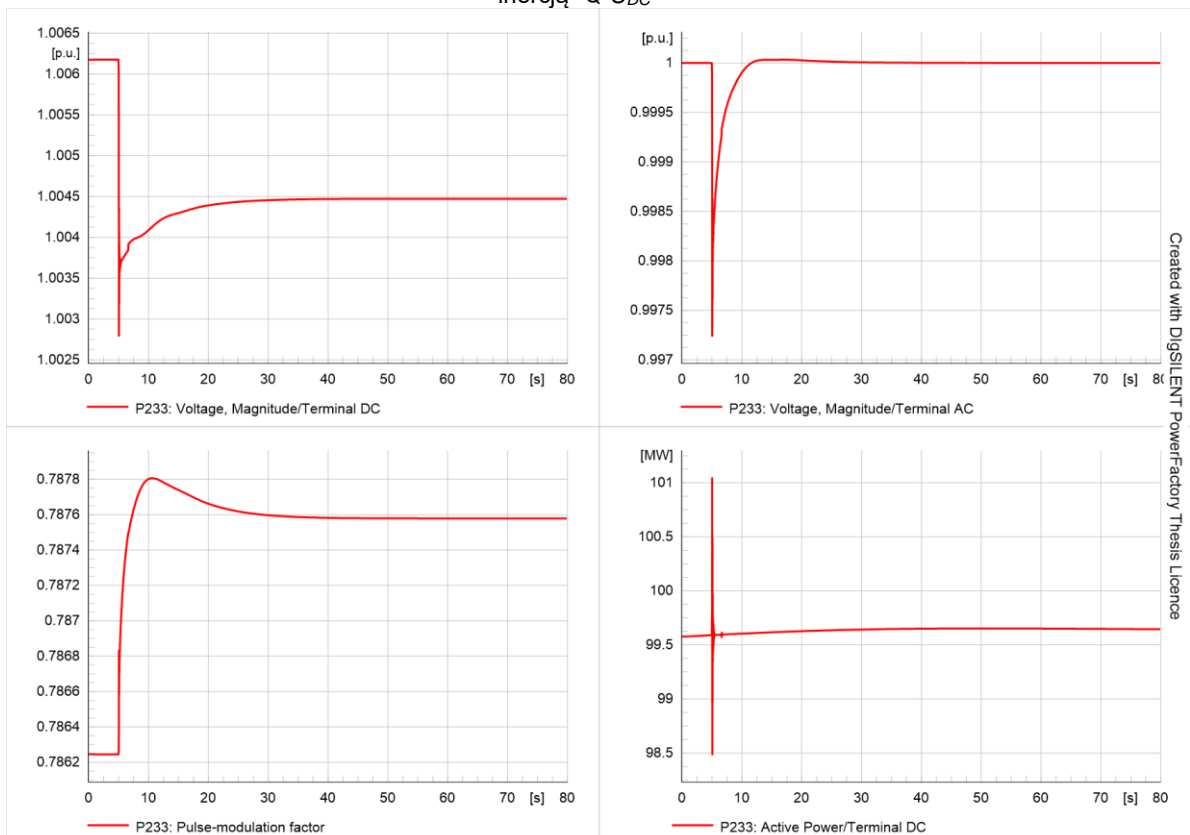 inercją "Q-U_DC"
1.0065
[p.u.]
1.006
1.0055
1.005
1.0045
1.004
1.0035
1.003
1.0025
0 10 20 30 40 50 60 70 [s] 80
P233: Voltage, Magnitude/Terminal DC
[p.u.]
1
0.9995
0.999
0.9985
0.998
0.9975
0.997
0 10 20 30 40 50 60 70 [s] 80
P233: Voltage, Magnitude/Terminal AC
0.7878
0.7876
0.7874
0.7872
0.787
0.7868
0.7866
0.7864
0.7862
0 10 20 30 40 50 60 70 [s] 80
P233: Pulse-modulation factor
[MW]
101
100.5
100
99.5
99
98.5
0 10 20 30 40 50 60 70 [s] 80
P233: Active Power/Terminal DC
Created with DIgSILENT PowerFactory Thesis Licence